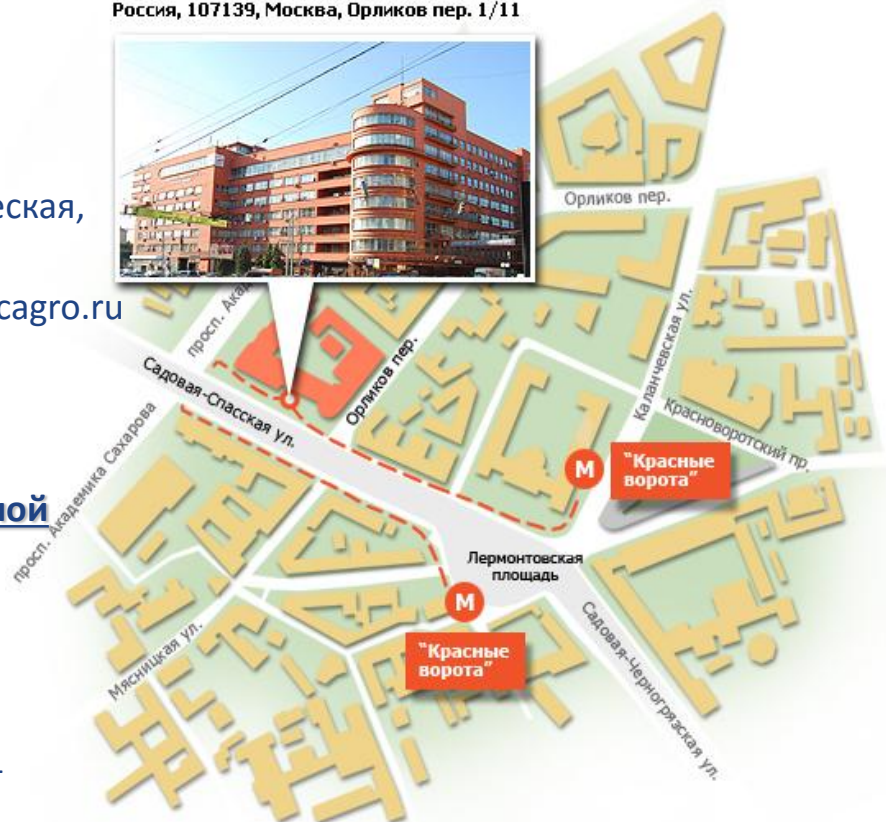 Россия, 107139, Москва, Орликов пер. 1/11
еская,
cagro.ru
ной
Орликов пер.
Каланчевская ул.
просп. Ака
Садовая-Спасская ул.
Орликов пер.
Красноворотский пр.
просп. Академика Сахарова
М
"Красные
ворота"
Лермонтовская
площадь
М
"Красные
ворота"
Мясницкая ул.
Садовая-Черногрязская ул.